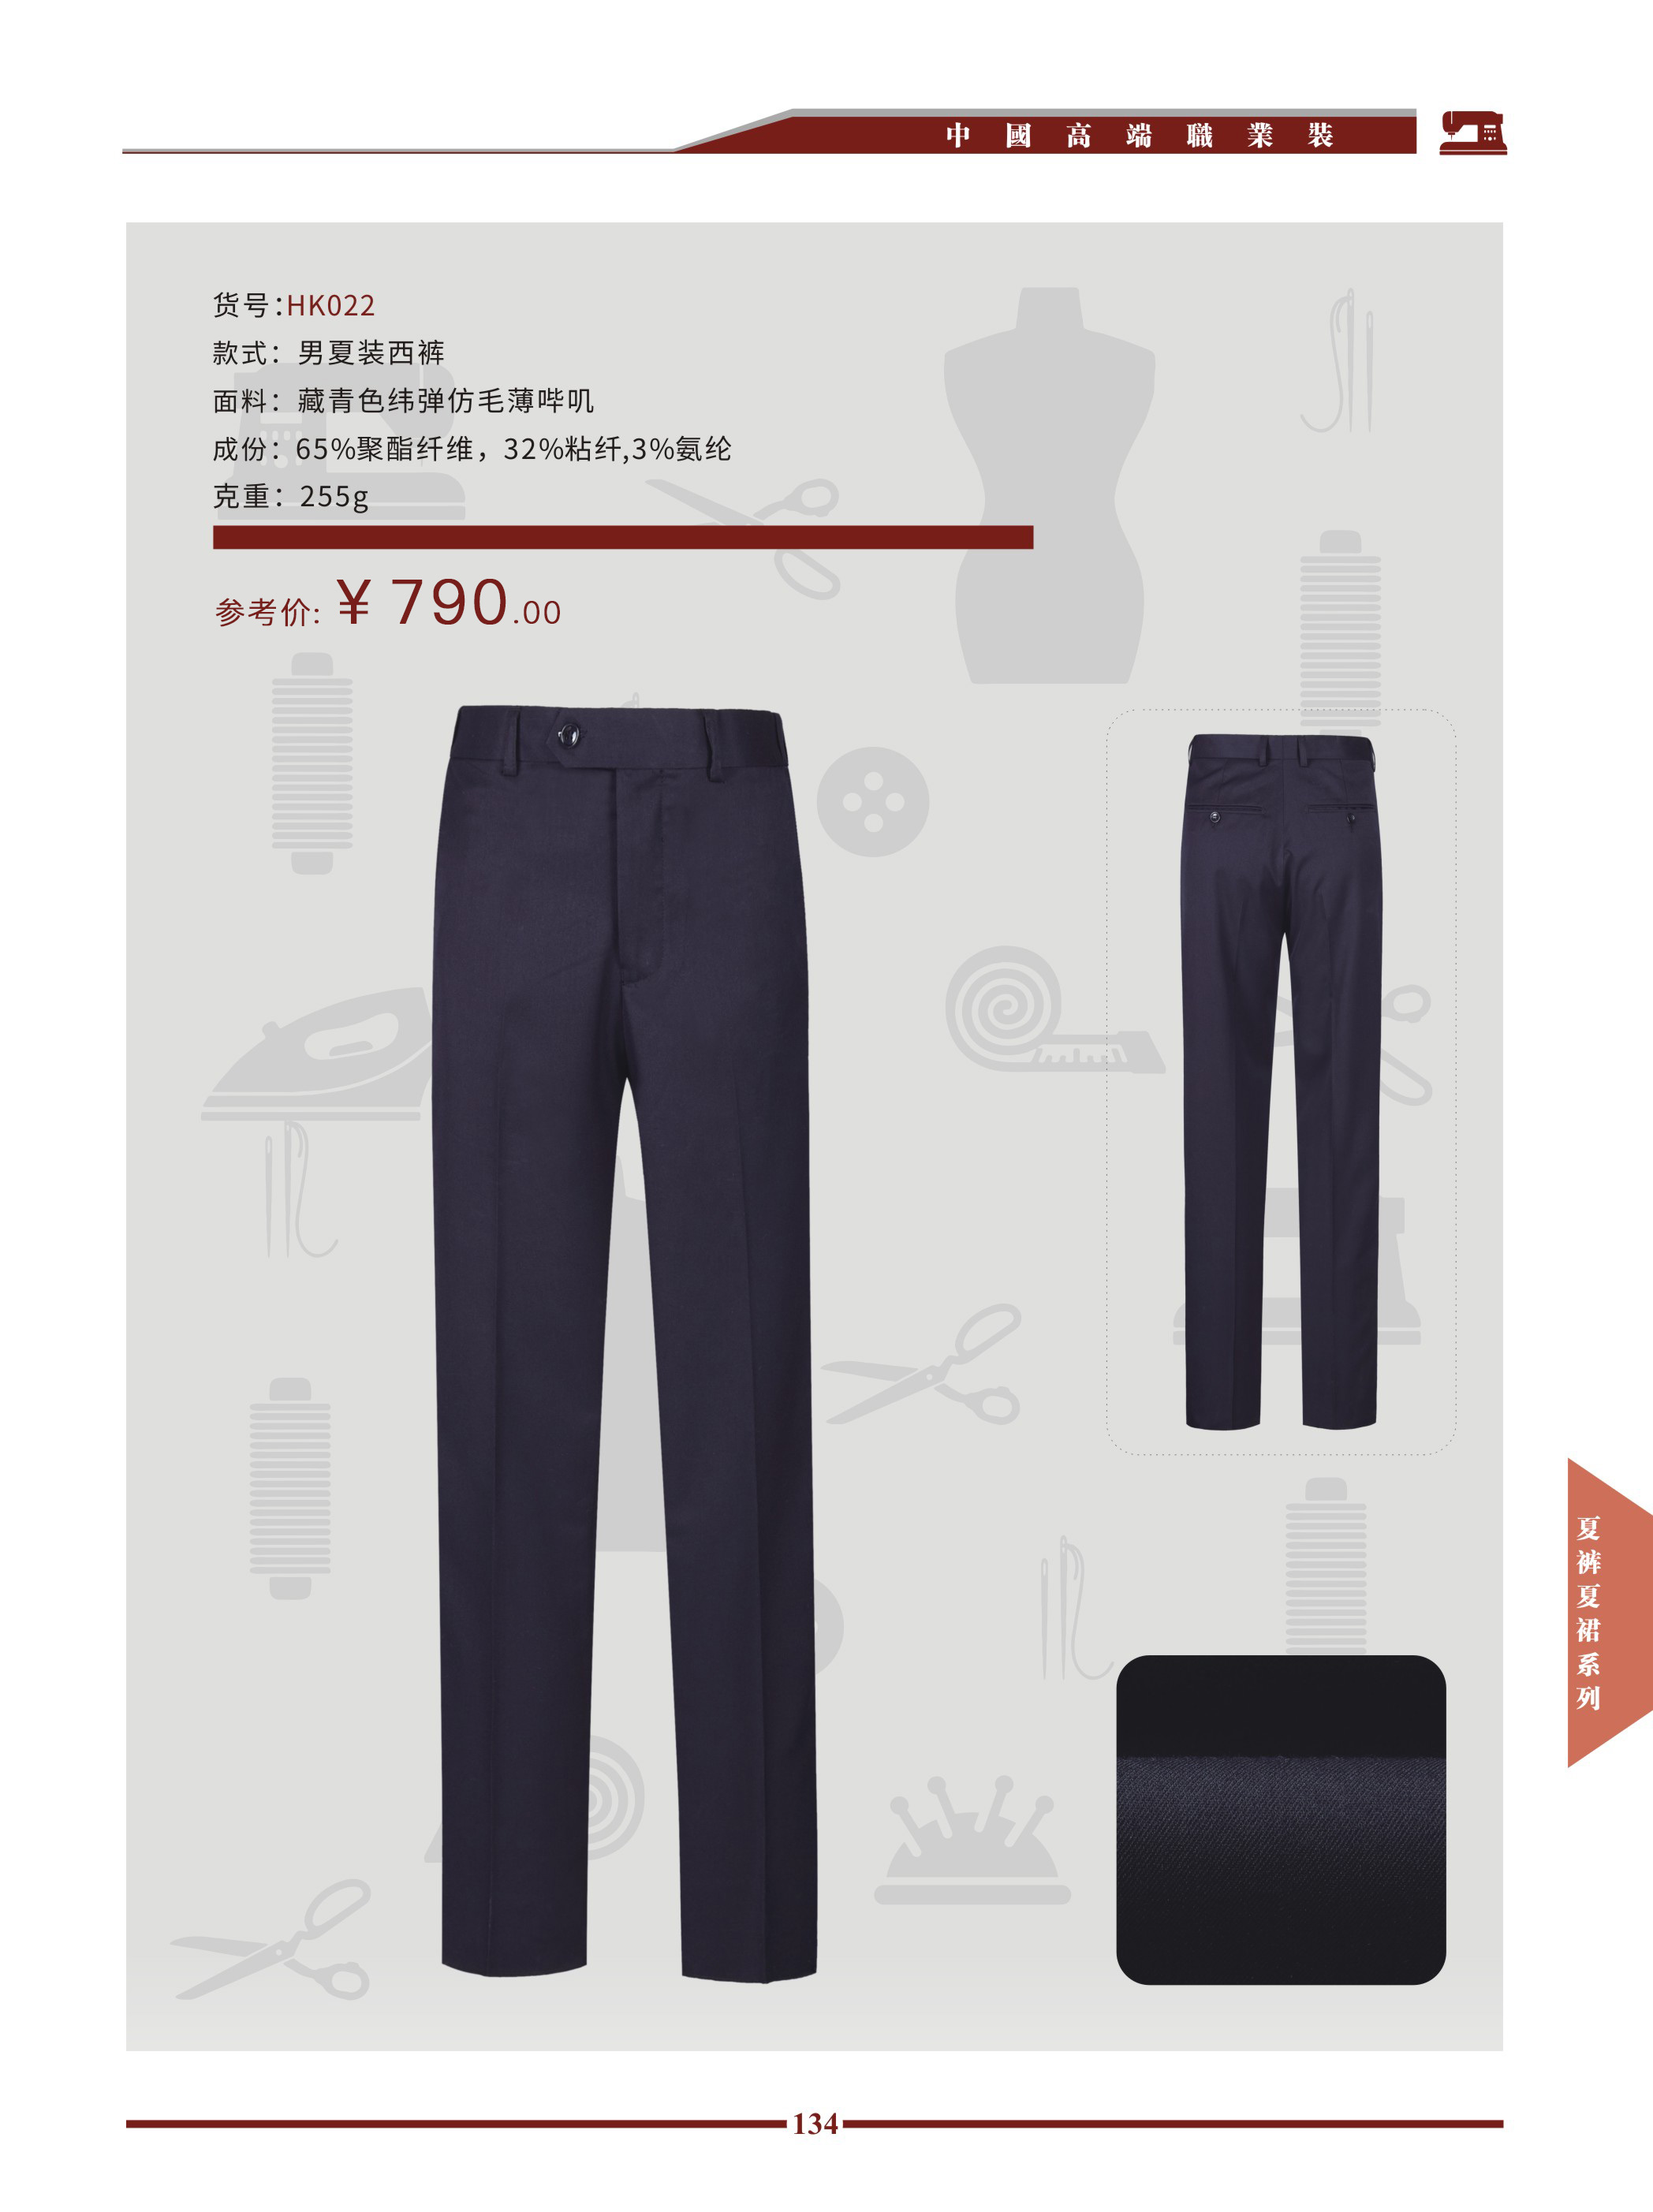 中國高端職業裝
货号:HK022
款式：男夏装西裤
面料：藏青色纬弹仿毛薄哔叽
成份：65%聚酯纤维，32%粘纤,3%氨纶
克重：255g
参考价: ¥ 790.00
夏裤夏裙系列
134